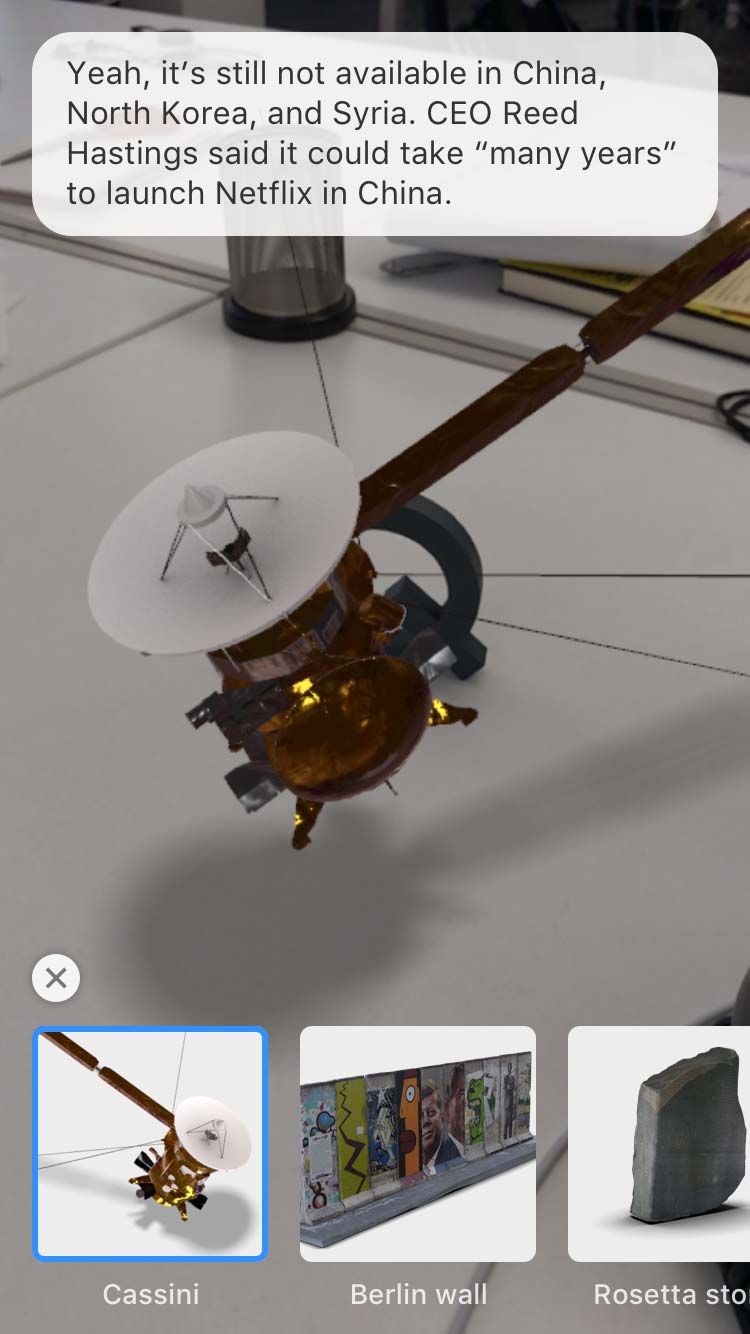 Yeah, it’s still not available in China,
North Korea, and Syria. CEO Reed
Hastings said it could take “many years”
to launch Netflix in China.
Cassini
Berlin wall
Rosetta sto